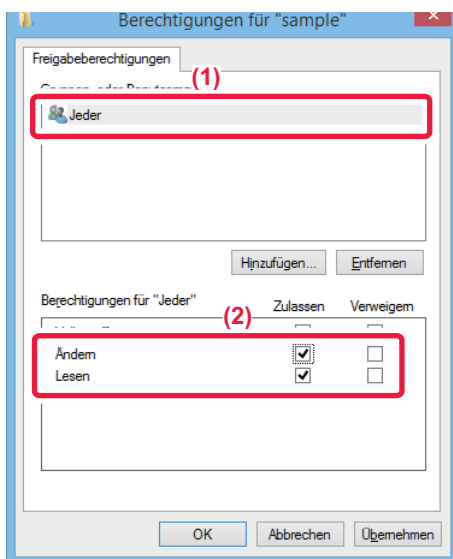 Berechtigungen für "sample"
Freigabeberechtigungen
(1)
Jeder
Hinzufügen... Entfernen
Berechtigungen für "Jeder" Zulassen Verweigern
(2)
Ändern
Lesen
OK Abbrechen Übernehmen